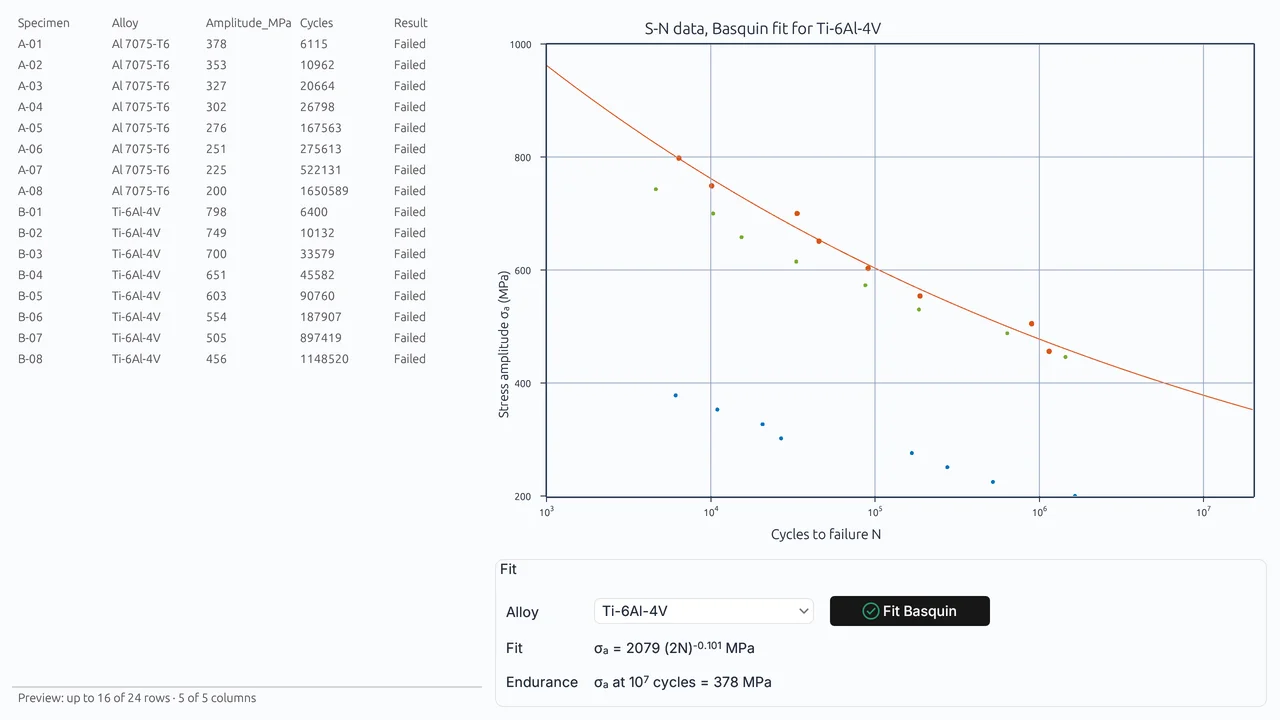 Specimen Alloy Amplitude_MPa Cycles Result
A-01 Al 7075-T6 378 6115 Failed
A-02 Al 7075-T6 353 10962 Failed
A-03 Al 7075-T6 327 20664 Failed
A-04 Al 7075-T6 302 26798 Failed
A-05 Al 7075-T6 276 167563 Failed
A-06 Al 7075-T6 251 275613 Failed
A-07 Al 7075-T6 225 522131 Failed
A-08 Al 7075-T6 200 1650589 Failed
B-01 Ti-6Al-4V 798 6400 Failed
B-02 Ti-6Al-4V 749 10132 Failed
B-03 Ti-6Al-4V 700 33579 Failed
B-04 Ti-6Al-4V 651 45582 Failed
B-05 Ti-6Al-4V 603 90760 Failed
B-06 Ti-6Al-4V 554 187907 Failed
B-07 Ti-6Al-4V 505 897419 Failed
B-08 Ti-6Al-4V 456 1148520 Failed
Preview: up to 16 of 24 rows · 5 of 5 columns
S-N data, Basquin fit for Ti-6Al-4V
1000
800
600
400
200
Stress amplitude σₐ (MPa)
10³ 10⁴ 10⁵ 10⁶ 10⁷
Cycles to failure N
Fit
Alloy Ti-6Al-4V Fit Basquin
Fit σₐ = 2079 (2N)⁻⁰·¹⁰¹ MPa
Endurance σₐ at 10⁷ cycles = 378 MPa